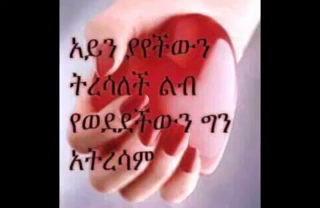 አይን ያየችውን
ትረሳለች ልብ
የወደደችውን ግን
አትረሳም